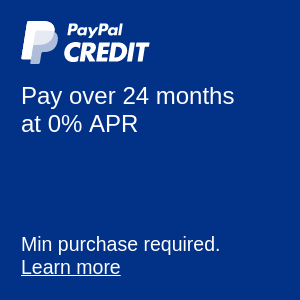 PayPal
CREDIT
Pay over 24 months
at 0% APR
Min purchase required.
Learn more